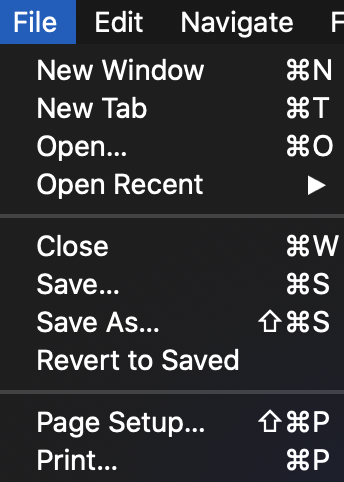 File Edit Navigate F
New Window ⌘N
New Tab ⌘T
Open... ⌘O
Open Recent ▶
Close ⌘W
Save... ⌘S
Save As... ⇧⌘S
Revert to Saved
Page Setup... ⇧⌘P
Print... ⌘P